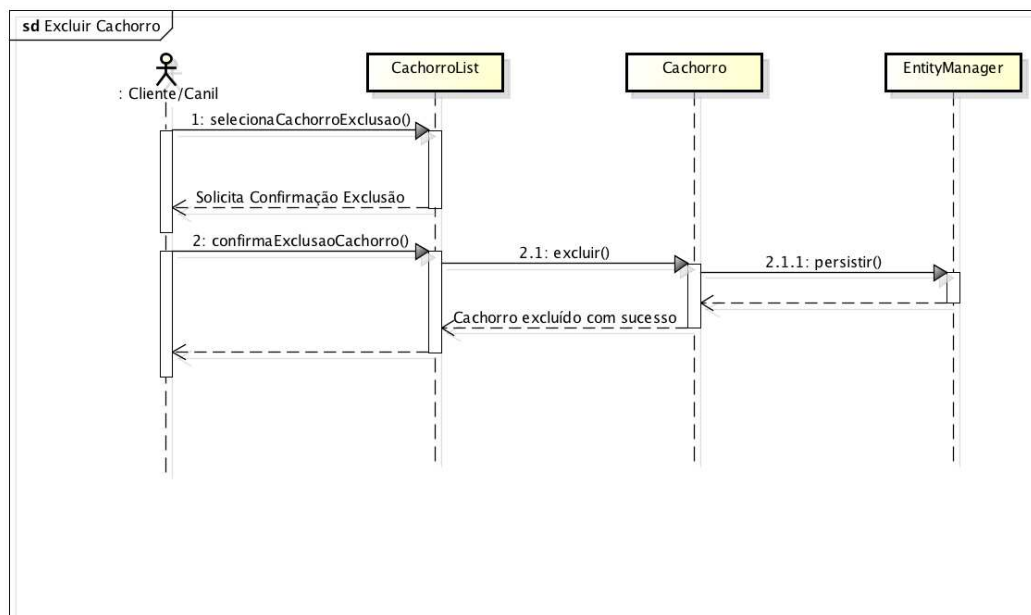 sd Excluir Cachorro
CachorroList
Cachorro
EntityManager
: Cliente/Canil
1: selecionaCachorroExclusao()
Solicita Confirmação Exclusão
2: confirmaExclusaoCachorro()
2.1: excluir()
2.1.1: persistir()
Cachorro excluído com sucesso